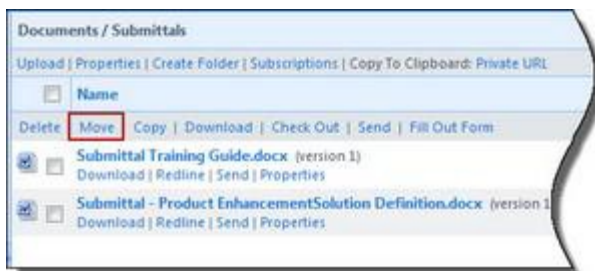 Documents / Submittals
Upload | Properties | Create Folder | Subscriptions | Copy To Clipboard: Private URL
Name
Delete | Move | Copy | Download | Check Out | Send | Fill Out Form
Submittal Training Guide.docx (version 1)
Download | Redline | Send | Properties
Submittal - Product EnhancementSolution Definition.docx (version 1
Download | Redline | Send | Properties